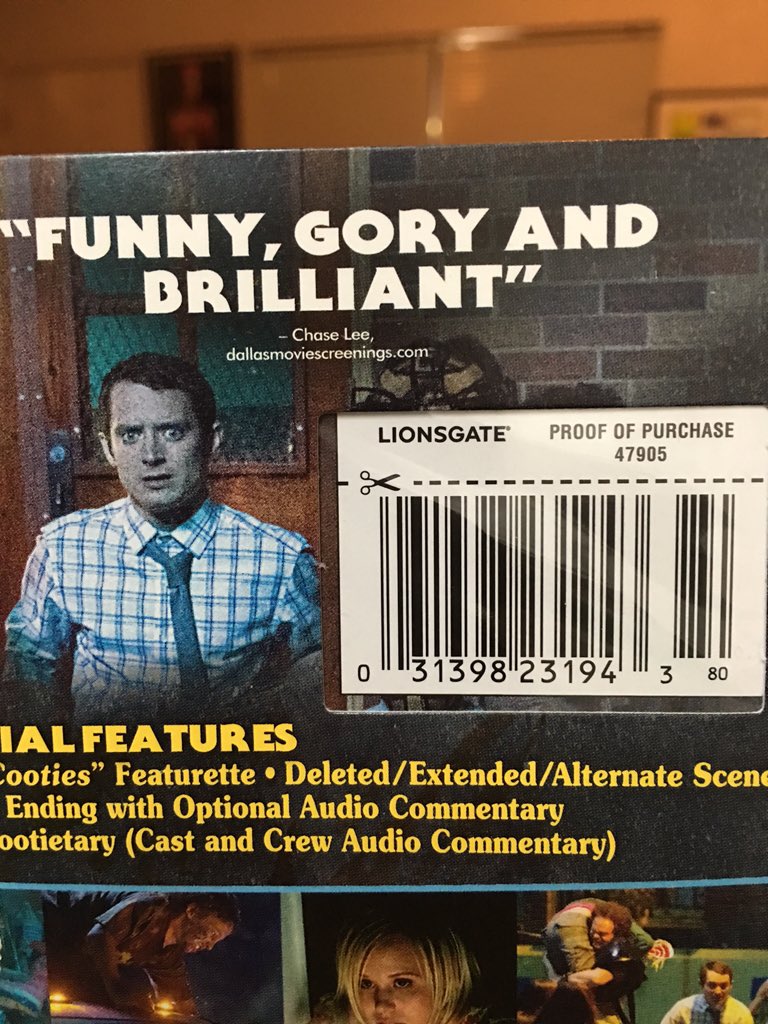 “FUNNY, GORY AND
BRILLIANT”
– Chase Lee,
dallasmoviescreenings.com
LIONSGATE® PROOF OF PURCHASE
47905
0 31398 23194 3 80
IAL FEATURES
Cooties” Featurette • Deleted/Extended/Alternate Scene
Ending with Optional Audio Commentary
ootietary (Cast and Crew Audio Commentary)